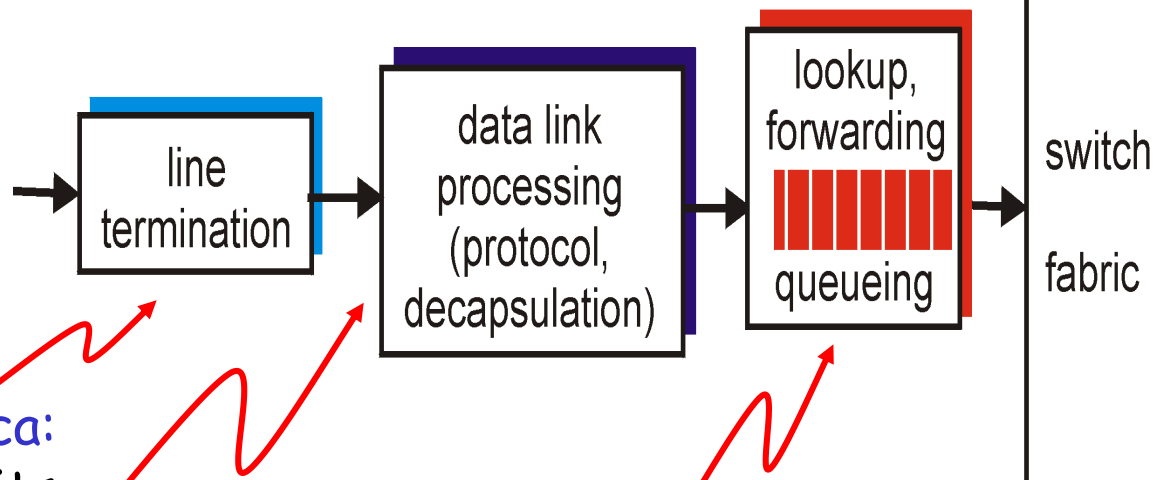 line
termination
data link
processing
(protocol,
decapsulation)
lookup,
forwarding
queueing
switch
fabric